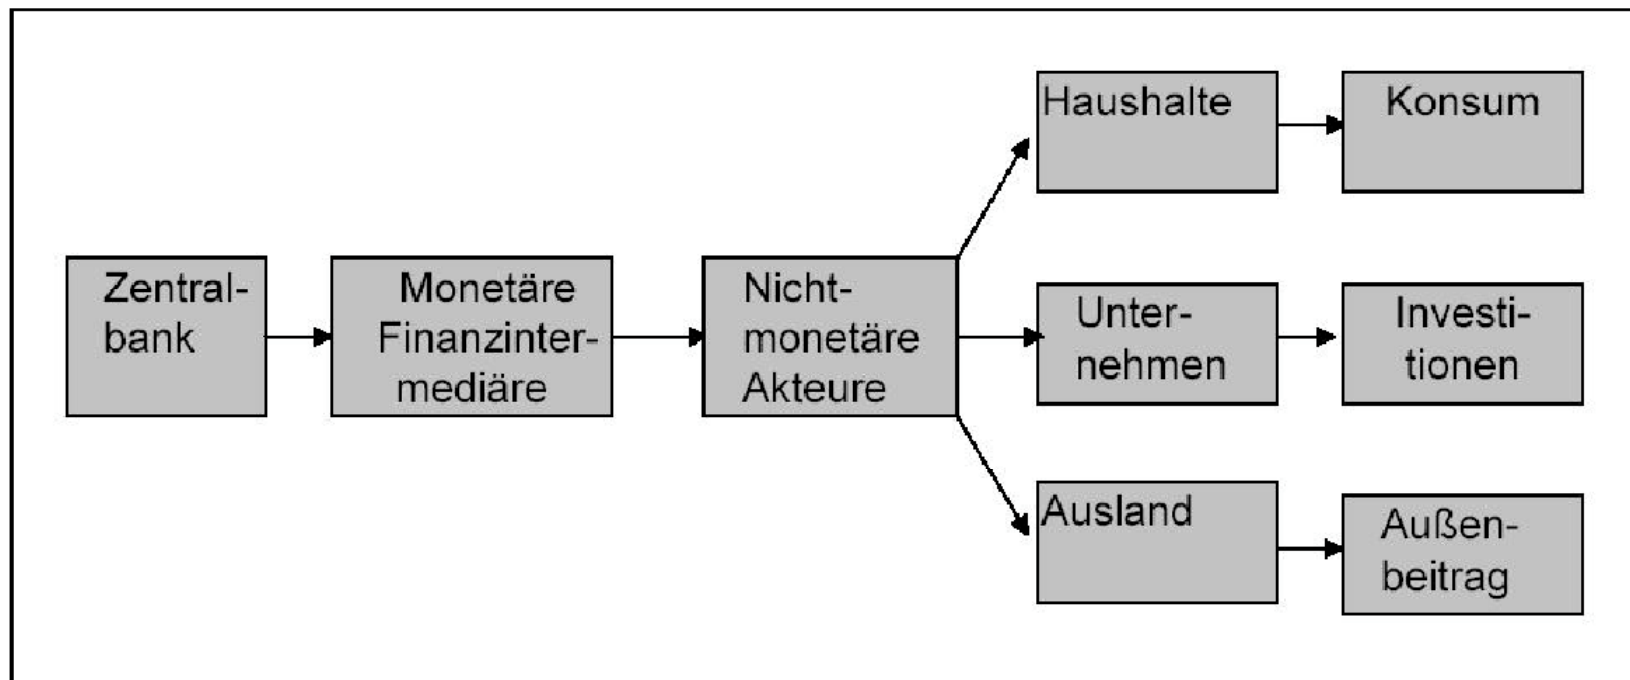 Zentral-
bank
Monetäre
Finanzinter-
mediäre
Nicht-
monetäre
Akteure
Haushalte
Konsum
Unter-
nehmen
Investi-
tionen
Ausland
Außen-
beitrag